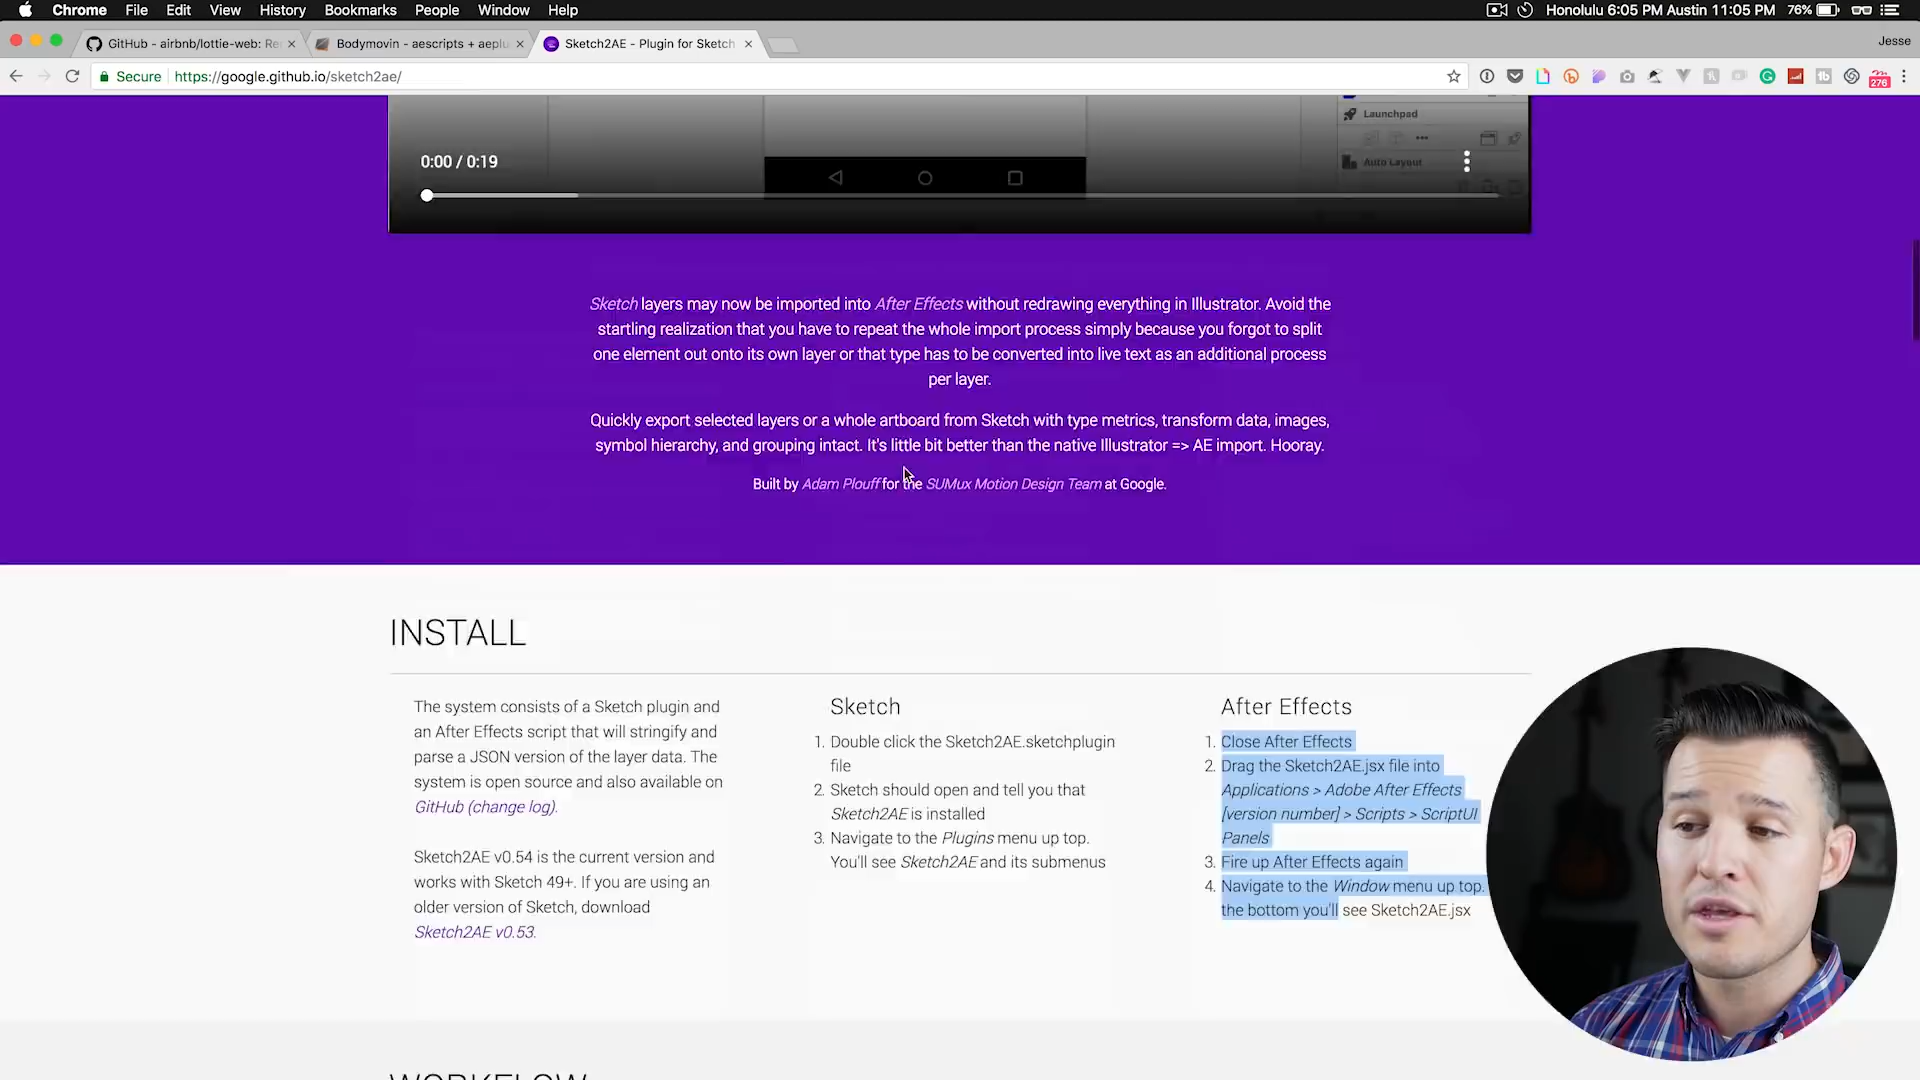 Chrome File Edit View History Bookmarks People Window Help
Honolulu 6:05 PM Austin 11:05 PM 76%
GitHub - airbnb/lottie-web: Re
Bodymovin - aescripts + aeplu
Sketch2AE - Plugin for Sketch
Jesse
Secure https://google.github.io/sketch2ae/
276
Launchpad
0:00 / 0:19
Auto Layout
Sketch layers may now be imported into After Effects without redrawing everything in Illustrator. Avoid the
startling realization that you have to repeat the whole import process simply because you forgot to split
one element out onto its own layer or that type has to be converted into live text as an additional process
per layer.
Quickly export selected layers or a whole artboard from Sketch with type metrics, transform data, images,
symbol hierarchy, and grouping intact. It's little bit better than the native Illustrator => AE import. Hooray.
Built by Adam Plouff for the SUMux Motion Design Team at Google.
INSTALL
The system consists of a Sketch plugin and
an After Effects script that will stringify and
parse a JSON version of the layer data. The
system is open source and also available on
GitHub (change log).
Sketch2AE v0.54 is the current version and
works with Sketch 49+. If you are using an
older version of Sketch, download
Sketch2AE v0.53.
Sketch
1. Double click the Sketch2AE.sketchplugin
file
2. Sketch should open and tell you that
Sketch2AE is installed
3. Navigate to the Plugins menu up top.
You'll see Sketch2AE and its submenus
After Effects
1. Close After Effects
2. Drag the Sketch2AE.jsx file into
Applications > Adobe After Effects
[version number] > Scripts > ScriptUI
Panels
3. Fire up After Effects again
4. Navigate to the Window menu up top.
the bottom you'll see Sketch2AE.jsx
WORKFLOW